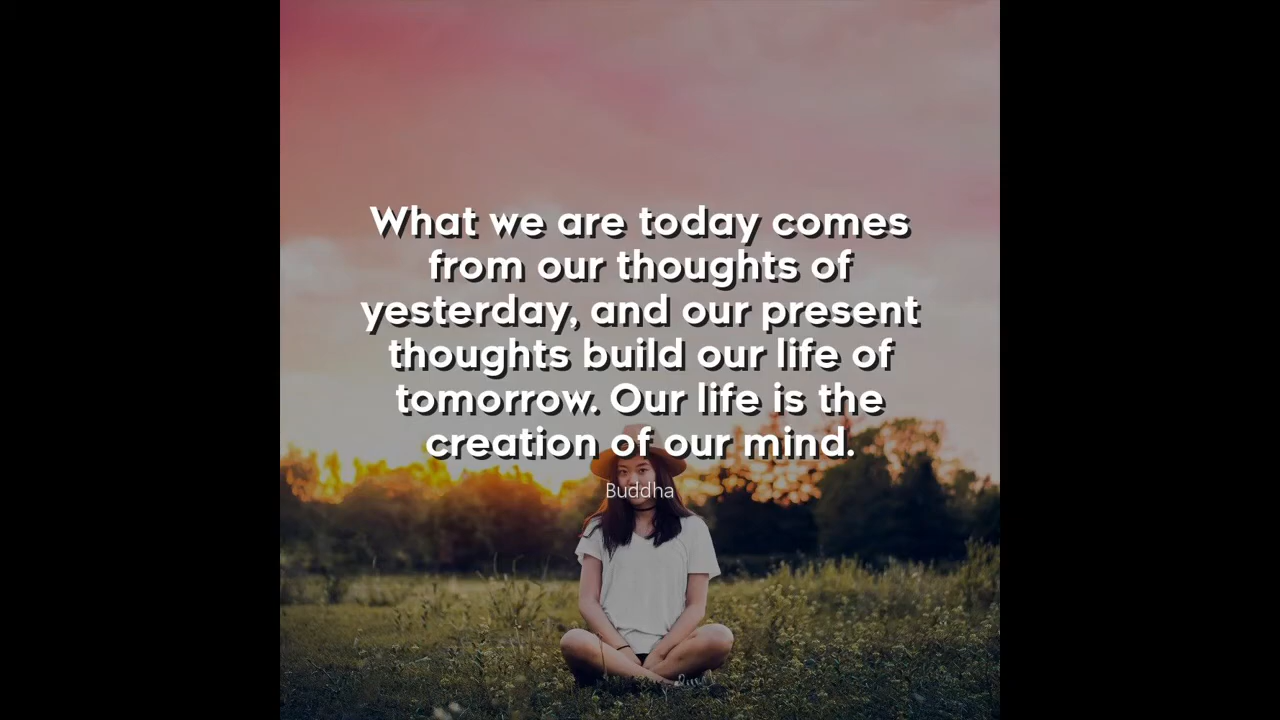 What we are today comes
from our thoughts of
yesterday, and our present
thoughts build our life of
tomorrow. Our life is the
creation of our mind.
Buddha